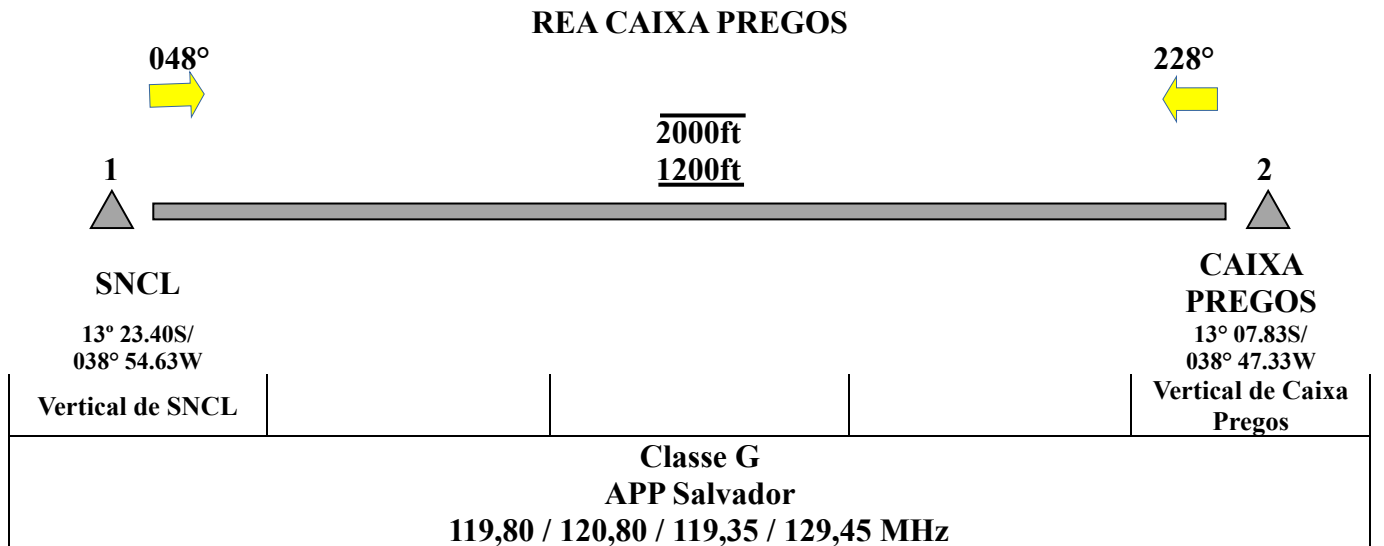 REA CAIXA PREGOS
048°
228°
2000ft
1200ft
1
2
SNCL
13º 23.40S/
038° 54.63W
CAIXA
PREGOS
13° 07.83S/
038° 47.33W
Vertical de SNCL
Vertical de Caixa
Pregos
Classe G
APP Salvador
119,80 / 120,80 / 119,35 / 129,45 MHz